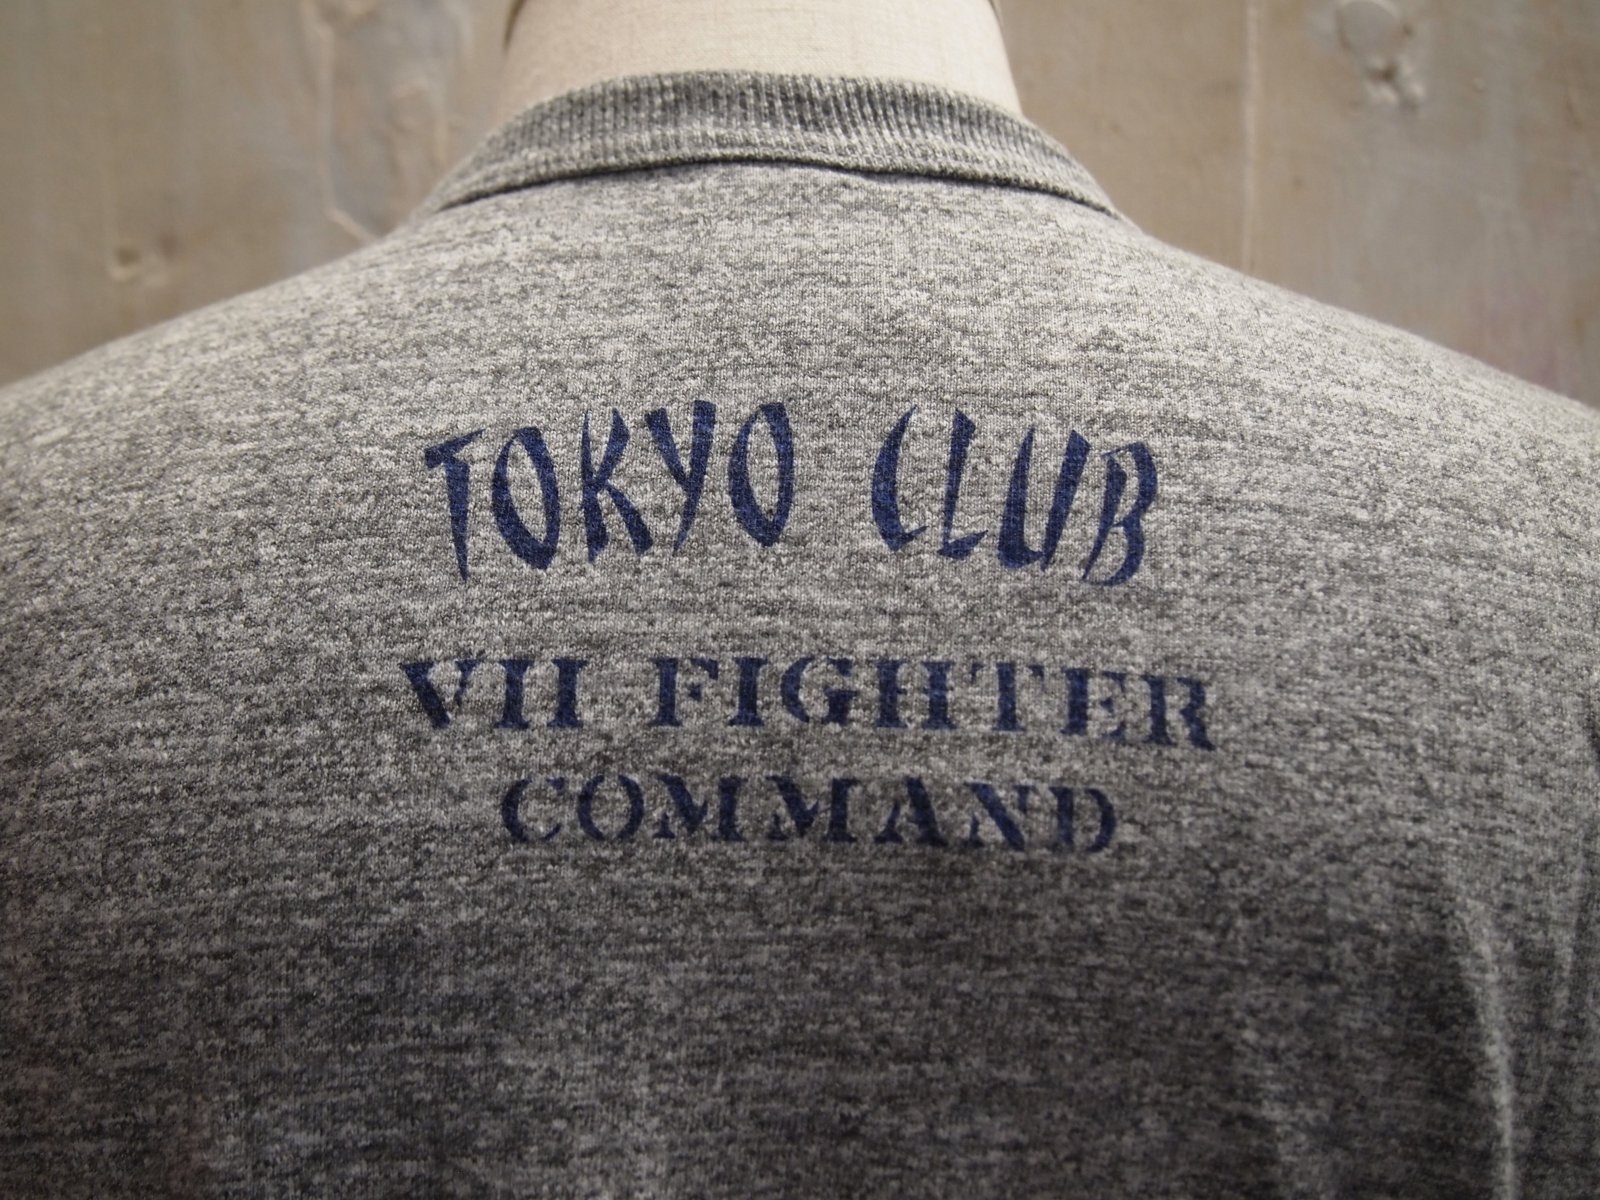 TOKYO CLUB
VII FIGHTER
COMMAND